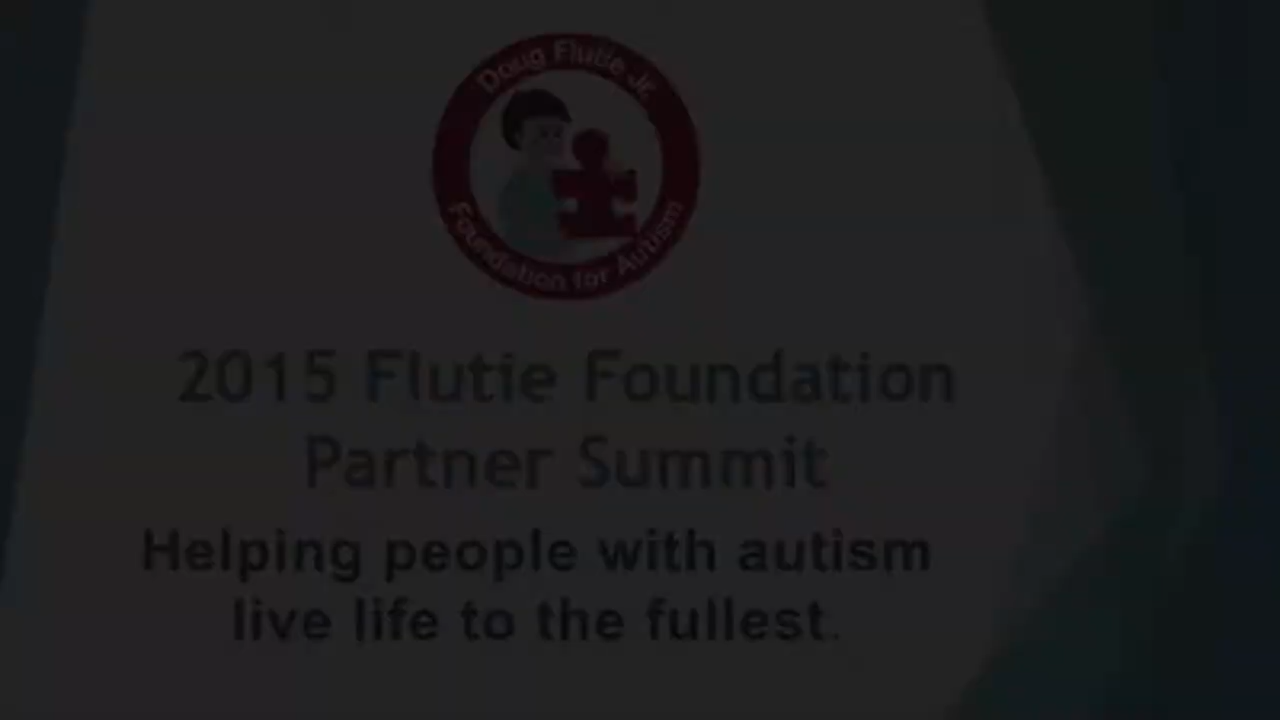 Doug Flutie Jr.
Foundation for Autism
2015 Flutie Foundation
Partner Summit
Helping people with autism
live life to the fullest.